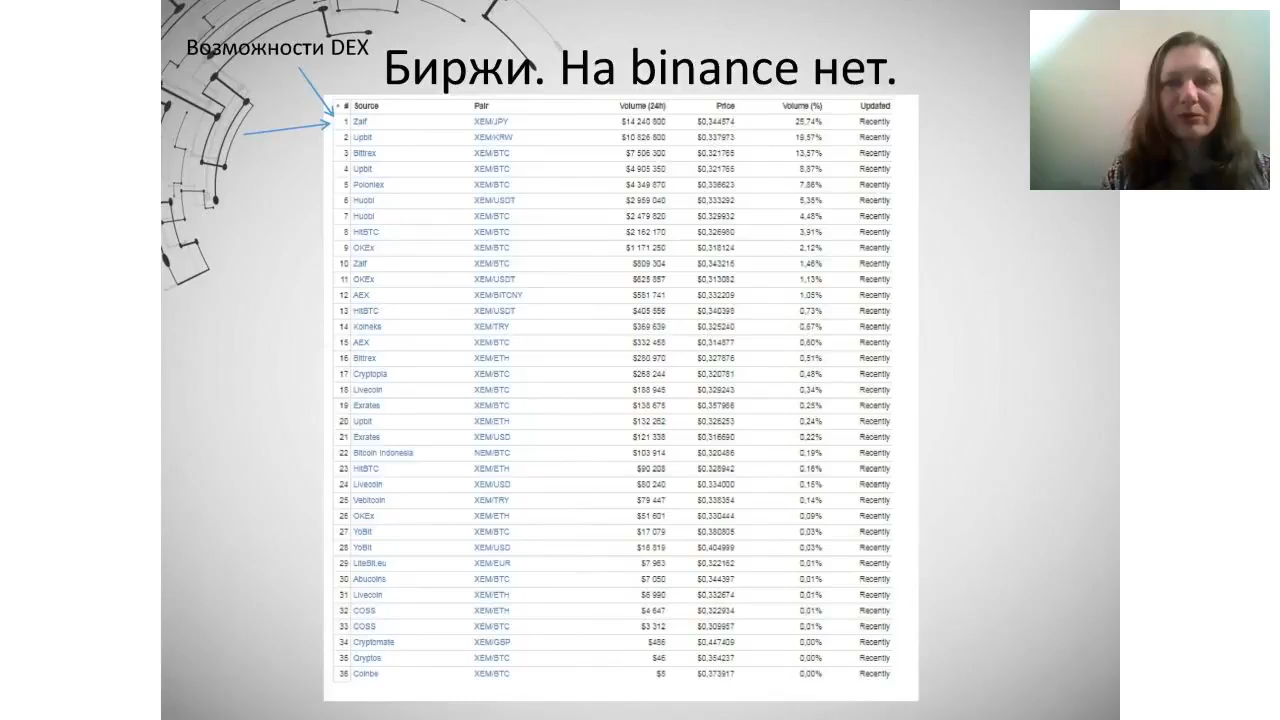 Возможности DEX
Биржи. На binance нет.
# Source Pair Volume (24h) Price Volume (%) Updated
1 Zaif XEM/JPY $14 240 800 $0,344574 25,74% Recently
2 Upbit XEM/KRW $10 826 600 $0,337973 19,57% Recently
3 Bittrex XEM/BTC $7 506 300 $0,321765 13,57% Recently
4 Upbit XEM/BTC $4 905 350 $0,321765 8,87% Recently
5 Poloniex XEM/BTC $4 349 870 $0,336623 7,86% Recently
6 Huobi XEM/USDT $2 959 040 $0,333292 5,35% Recently
7 Huobi XEM/BTC $2 479 820 $0,329932 4,48% Recently
8 HitBTC XEM/BTC $2 162 170 $0,326980 3,91% Recently
9 OKEx XEM/BTC $1 171 250 $0,318124 2,12% Recently
10 Zaif XEM/BTC $809 304 $0,343216 1,46% Recently
11 OKEx XEM/USDT $625 857 $0,313082 1,13% Recently
12 AEX XEM/BITCNY $581 741 $0,332209 1,05% Recently
13 HitBTC XEM/USDT $405 556 $0,340398 0,73% Recently
14 Koineks XEM/TRY $369 639 $0,325240 0,67% Recently
15 AEX XEM/BTC $332 458 $0,314877 0,60% Recently
16 Bittrex XEM/ETH $280 970 $0,327876 0,51% Recently
17 Cryptopia XEM/BTC $268 244 $0,320781 0,48% Recently
18 Livecoin XEM/BTC $188 945 $0,329243 0,34% Recently
19 Exrates XEM/BTC $138 675 $0,357986 0,25% Recently
20 Upbit XEM/ETH $132 262 $0,326253 0,24% Recently
21 Exrates XEM/USD $121 338 $0,316690 0,22% Recently
22 Bitcoin Indonesia NEM/BTC $103 914 $0,320486 0,19% Recently
23 HitBTC XEM/ETH $90 208 $0,328942 0,16% Recently
24 Livecoin XEM/USD $80 240 $0,334000 0,15% Recently
25 Vebitcoin XEM/TRY $79 447 $0,338354 0,14% Recently
26 OKEx XEM/ETH $51 601 $0,330444 0,09% Recently
27 YoBit XEM/BTC $17 079 $0,380805 0,03% Recently
28 YoBit XEM/USD $16 819 $0,404999 0,03% Recently
29 LiteBit.eu XEM/EUR $7 963 $0,322162 0,01% Recently
30 Abucoins XEM/BTC $7 050 $0,344397 0,01% Recently
31 Livecoin XEM/ETH $6 990 $0,332674 0,01% Recently
32 COSS XEM/ETH $4 647 $0,322934 0,01% Recently
33 COSS XEM/BTC $3 312 $0,309957 0,01% Recently
34 Cryptomate XEM/GBP $486 $0,447409 0,00% Recently
35 Qryptos XEM/BTC $46 $0,354237 0,00% Recently
36 Coinbe XEM/BTC $5 $0,373917 0,00% Recently